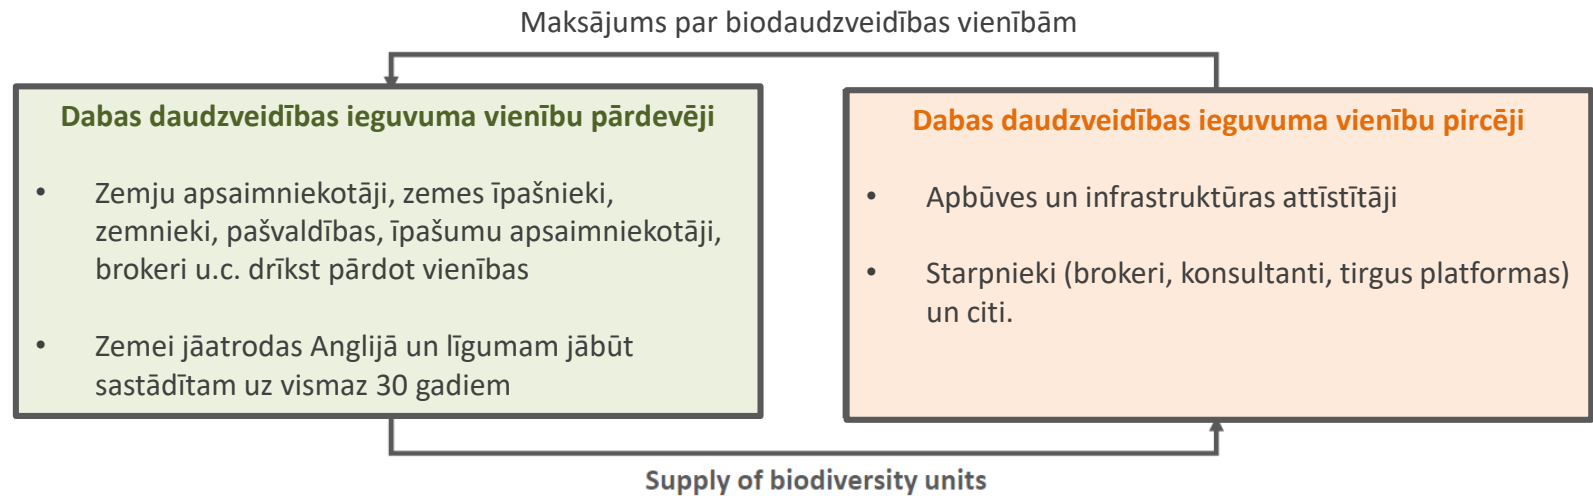 Maksājums par biodaudzveidības vienībām
Dabas daudzveidības ieguvuma vienību pārdevēji
• Zemju apsaimniekotāji, zemes īpašnieki,
zemnieki, pašvaldības, īpašumu apsaimniekotāji,
brokeri u.c. drīkst pārdot vienības
• Zemei jāatrodas Anglijā un līgumam jābūt
sastādītam uz vismaz 30 gadiem
Dabas daudzveidības ieguvuma vienību pircēji
• Apbūves un infrastruktūras attīstītāji
• Starpnieki (brokeri, konsultanti, tirgus platformas)
un citi.
Supply of biodiversity units